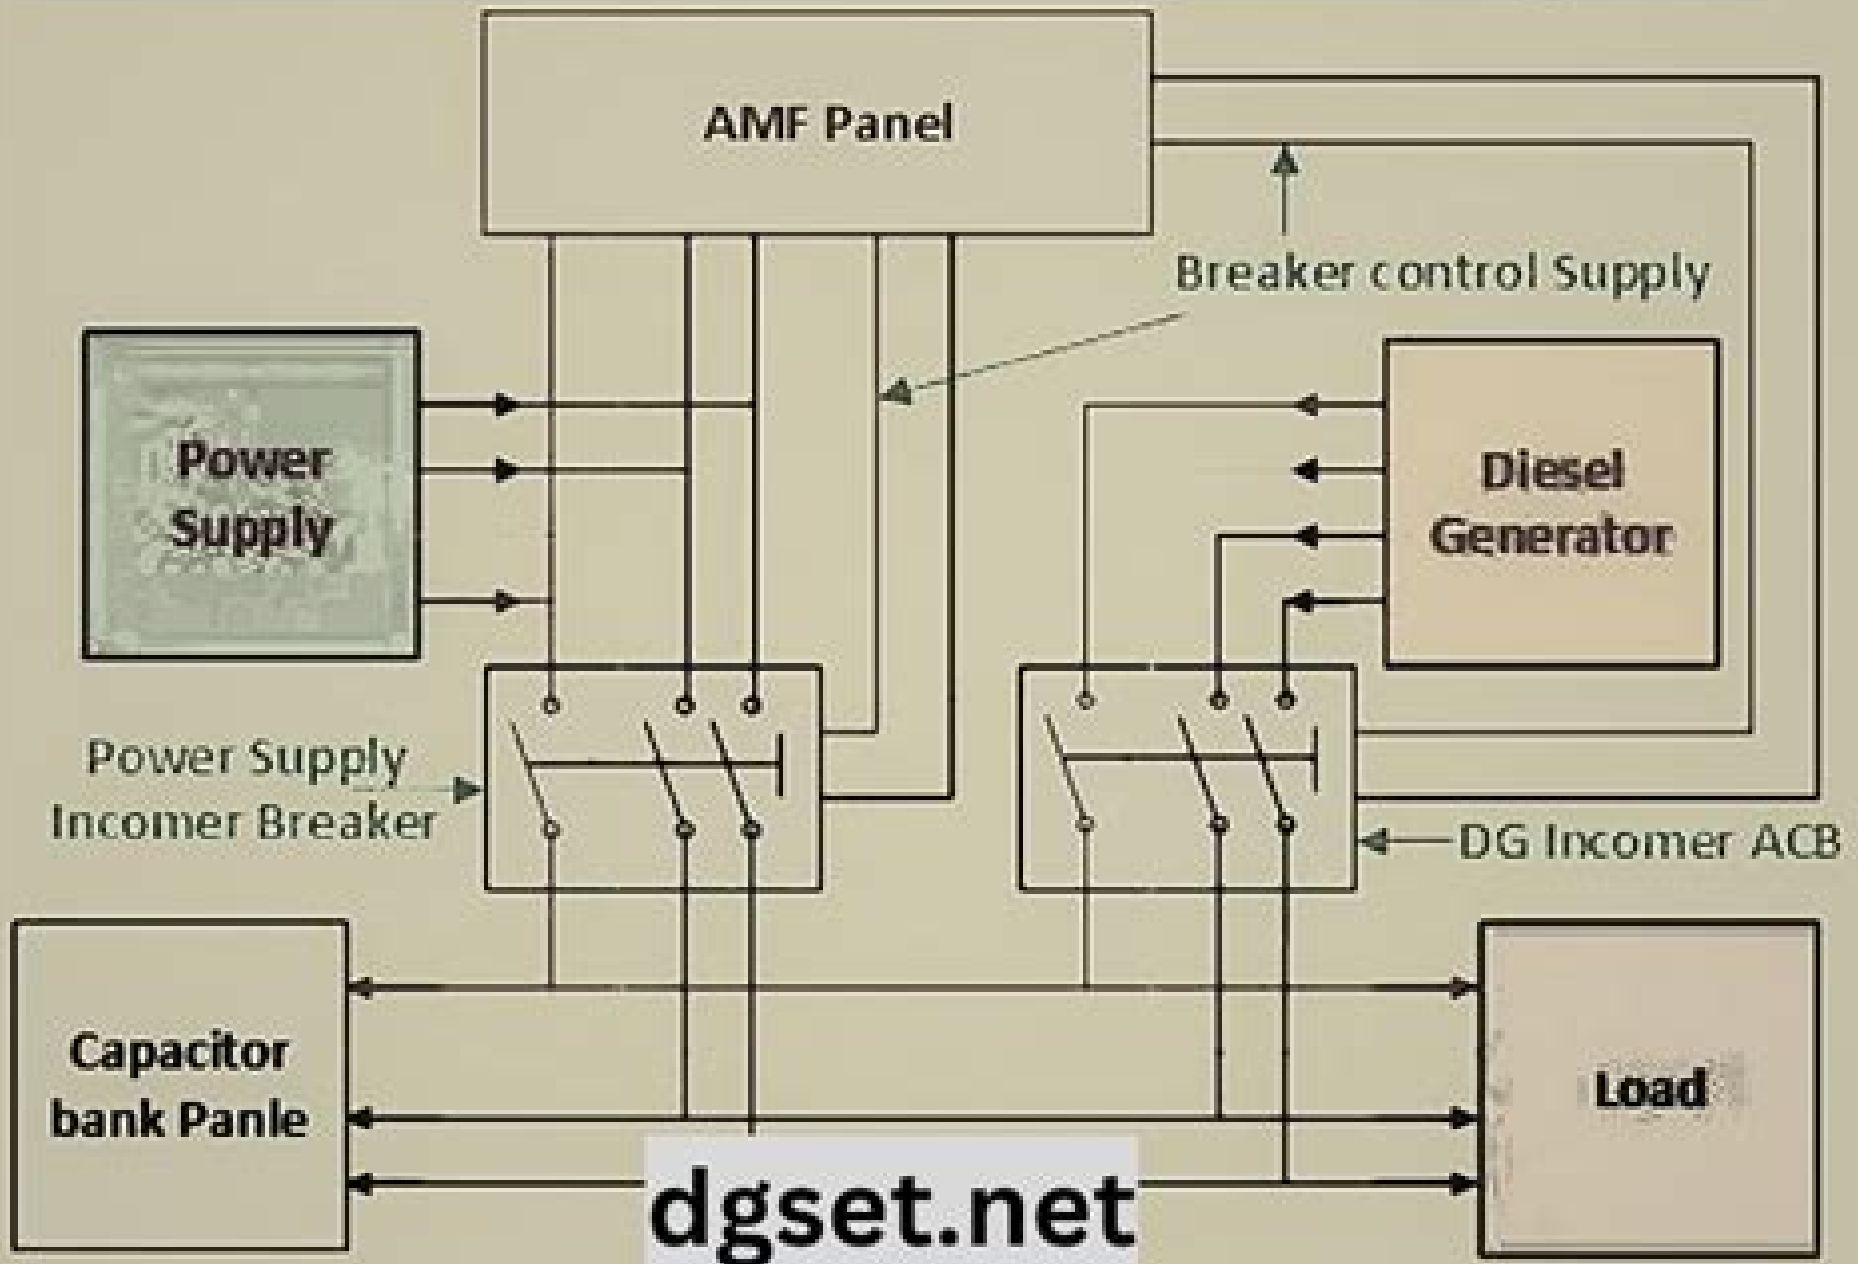 AMF Panel
Breaker control Supply
Power
Supply
Diesel
Generator
Power Supply
Incomer Breaker
DG Incomer ACB
Capacitor
bank Panle
Load
dgset.net